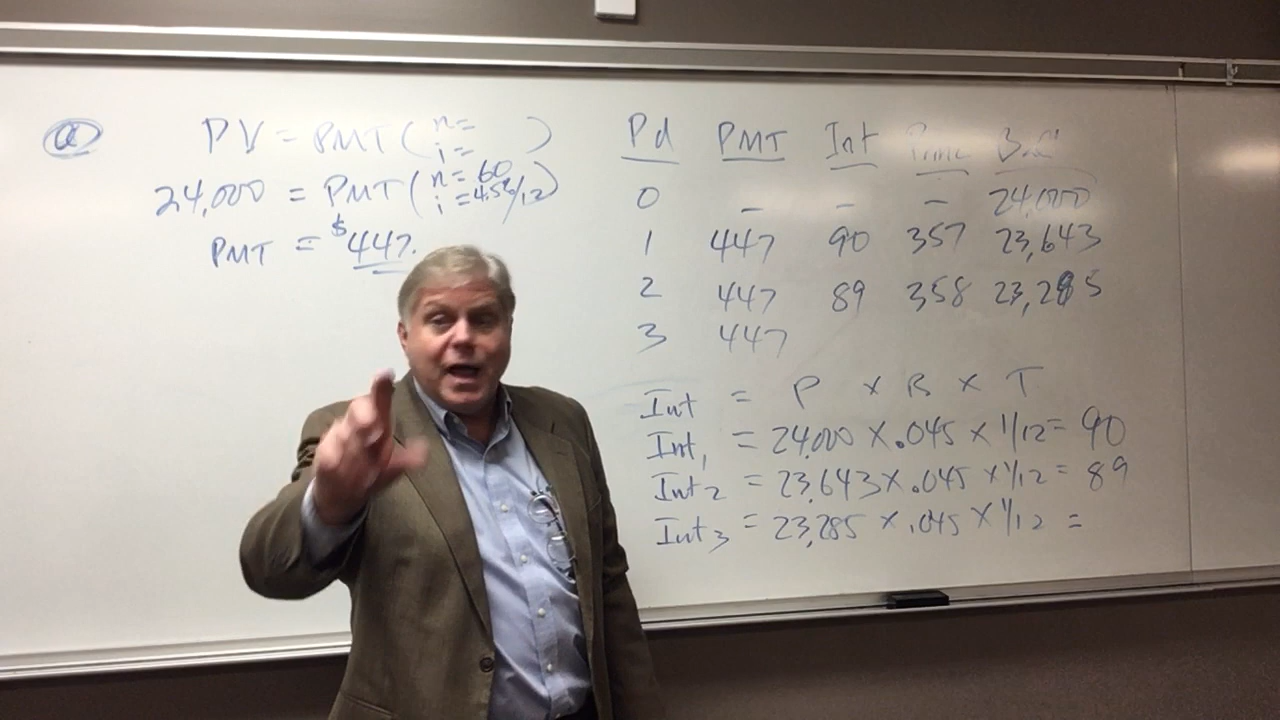 a
PV = PMT ( n= i= )
24,000 = PMT ( n= 60 i = 4.5%/12 )
PMT = $447.
Pd PMT Int Princ Bal
0 – – – 24,000
1 447 90 357 23,643
2 447 89 358 23,285
3 447
Int = P × R × T
Int1 = 24,000 × .045 × 1/12 = 90
Int2 = 23,643 × .045 × 1/12 = 89
Int3 = 23,285 × .045 × 1/12 =